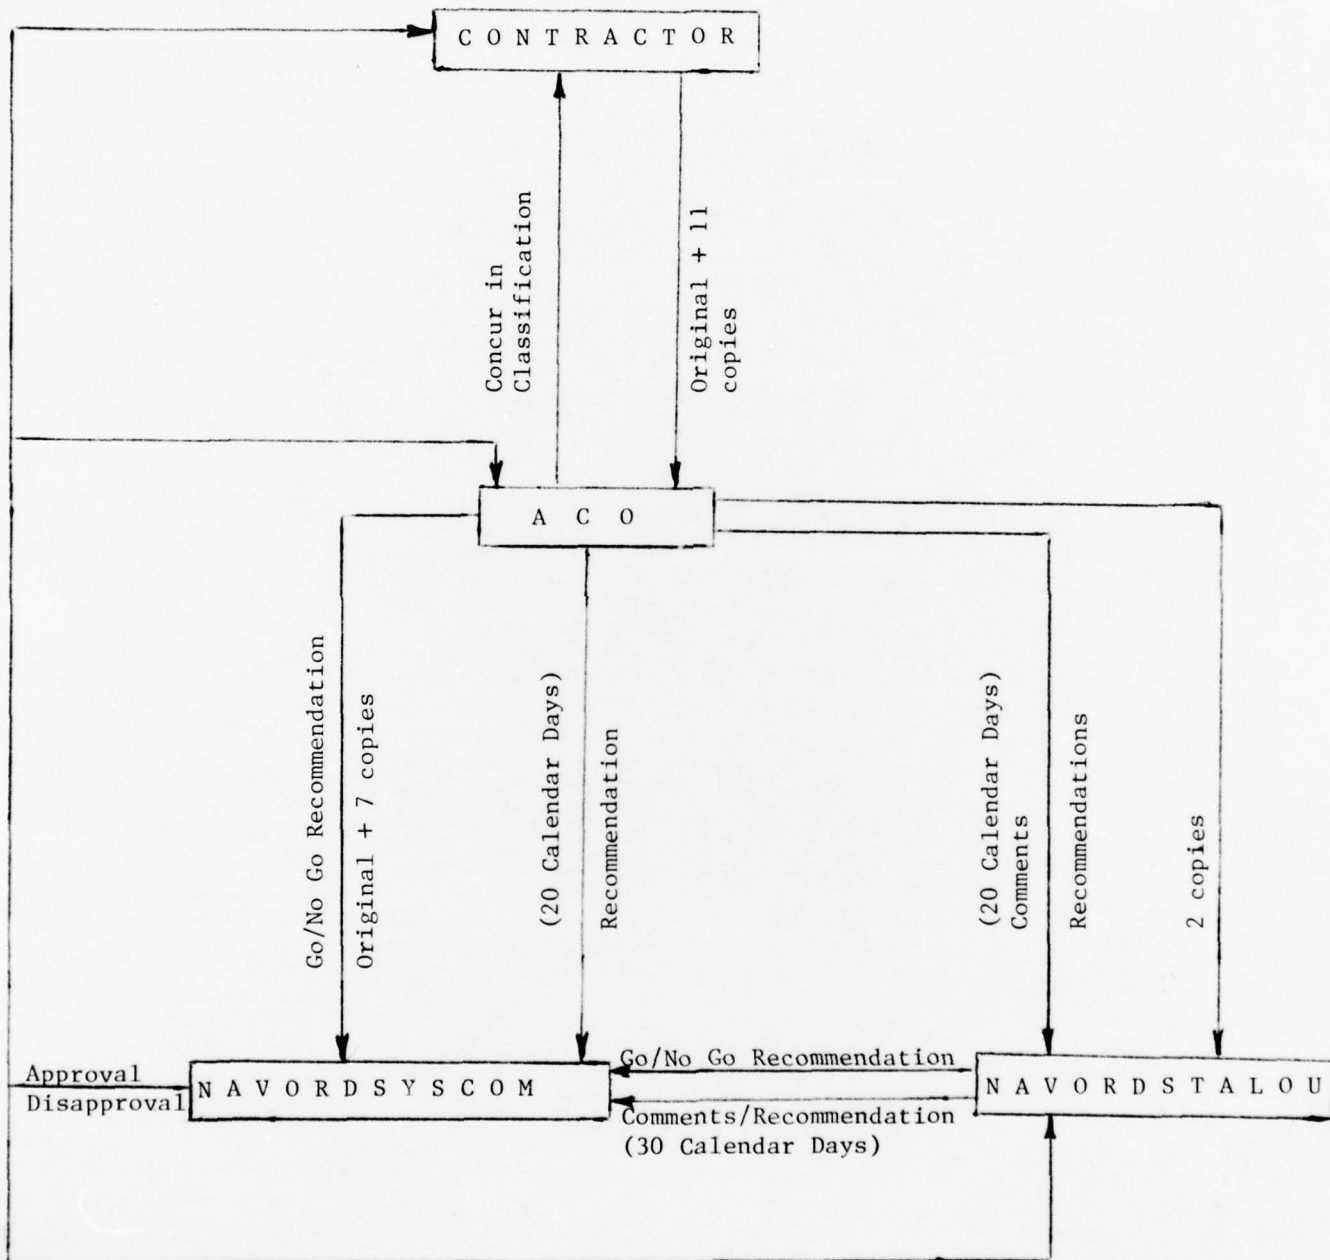 CONTRACTOR
Concur in
Classification
Original + 11
copies
ACO
Go/No Go Recommendation
Original + 7 copies
(20 Calendar Days)
Recommendation
(20 Calendar Days)
Comments
Recommendations
2 copies
Approval
Disapproval
NAVORDSYSCOM
Go/No Go Recommendation
Comments/Recommendation
(30 Calendar Days)
NAVORDSTALOU